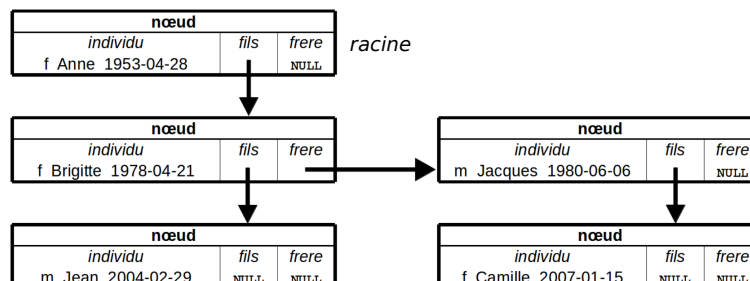 nœud
individu fils frere
f Anne 1953-04-28 NULL
racine
nœud
individu fils frere
f Brigitte 1978-04-21
nœud
individu fils frere
m Jacques 1980-06-06 NULL
nœud
individu fils frere
m Jean 2004-02-29 NULL NULL
nœud
individu fils frere
f Camille 2007-01-15 NULL NULL